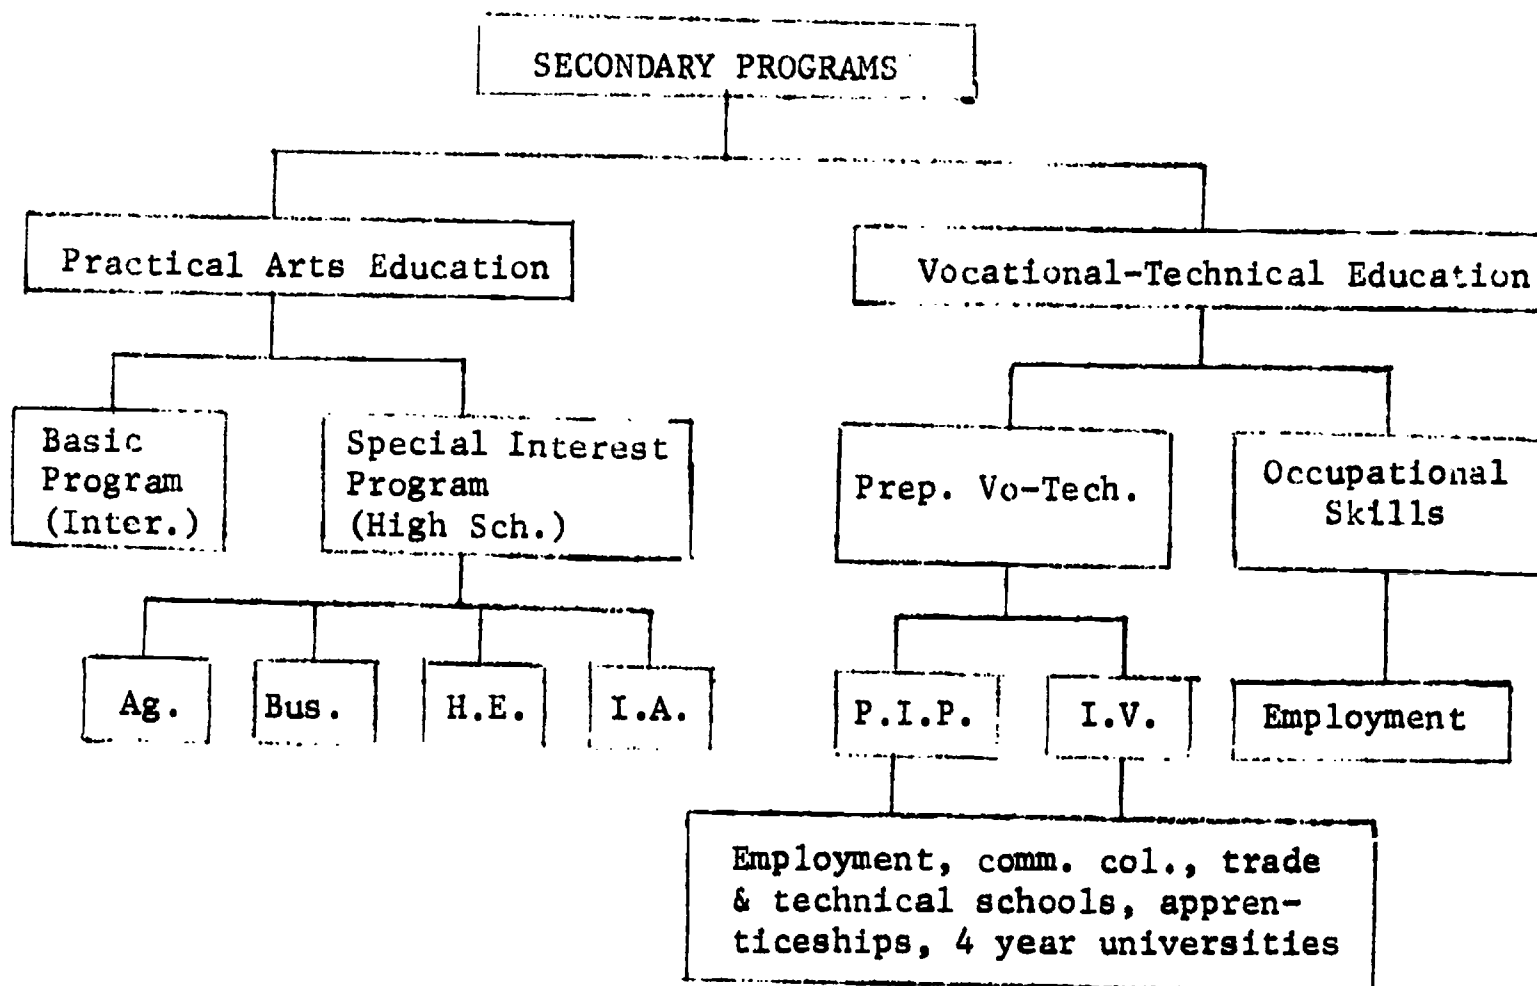 SECONDARY PROGRAMS
Practical Arts Education
Vocational-Technical Education
Basic
Program
(Inter.)
Special Interest
Program
(High Sch.)
Prep. Vo-Tech.
Occupational
Skills
Ag.
Bus.
H.E.
I.A.
P.I.P.
I.V.
Employment
Employment, comm. col., trade
& technical schools, appren-
ticeships, 4 year universities